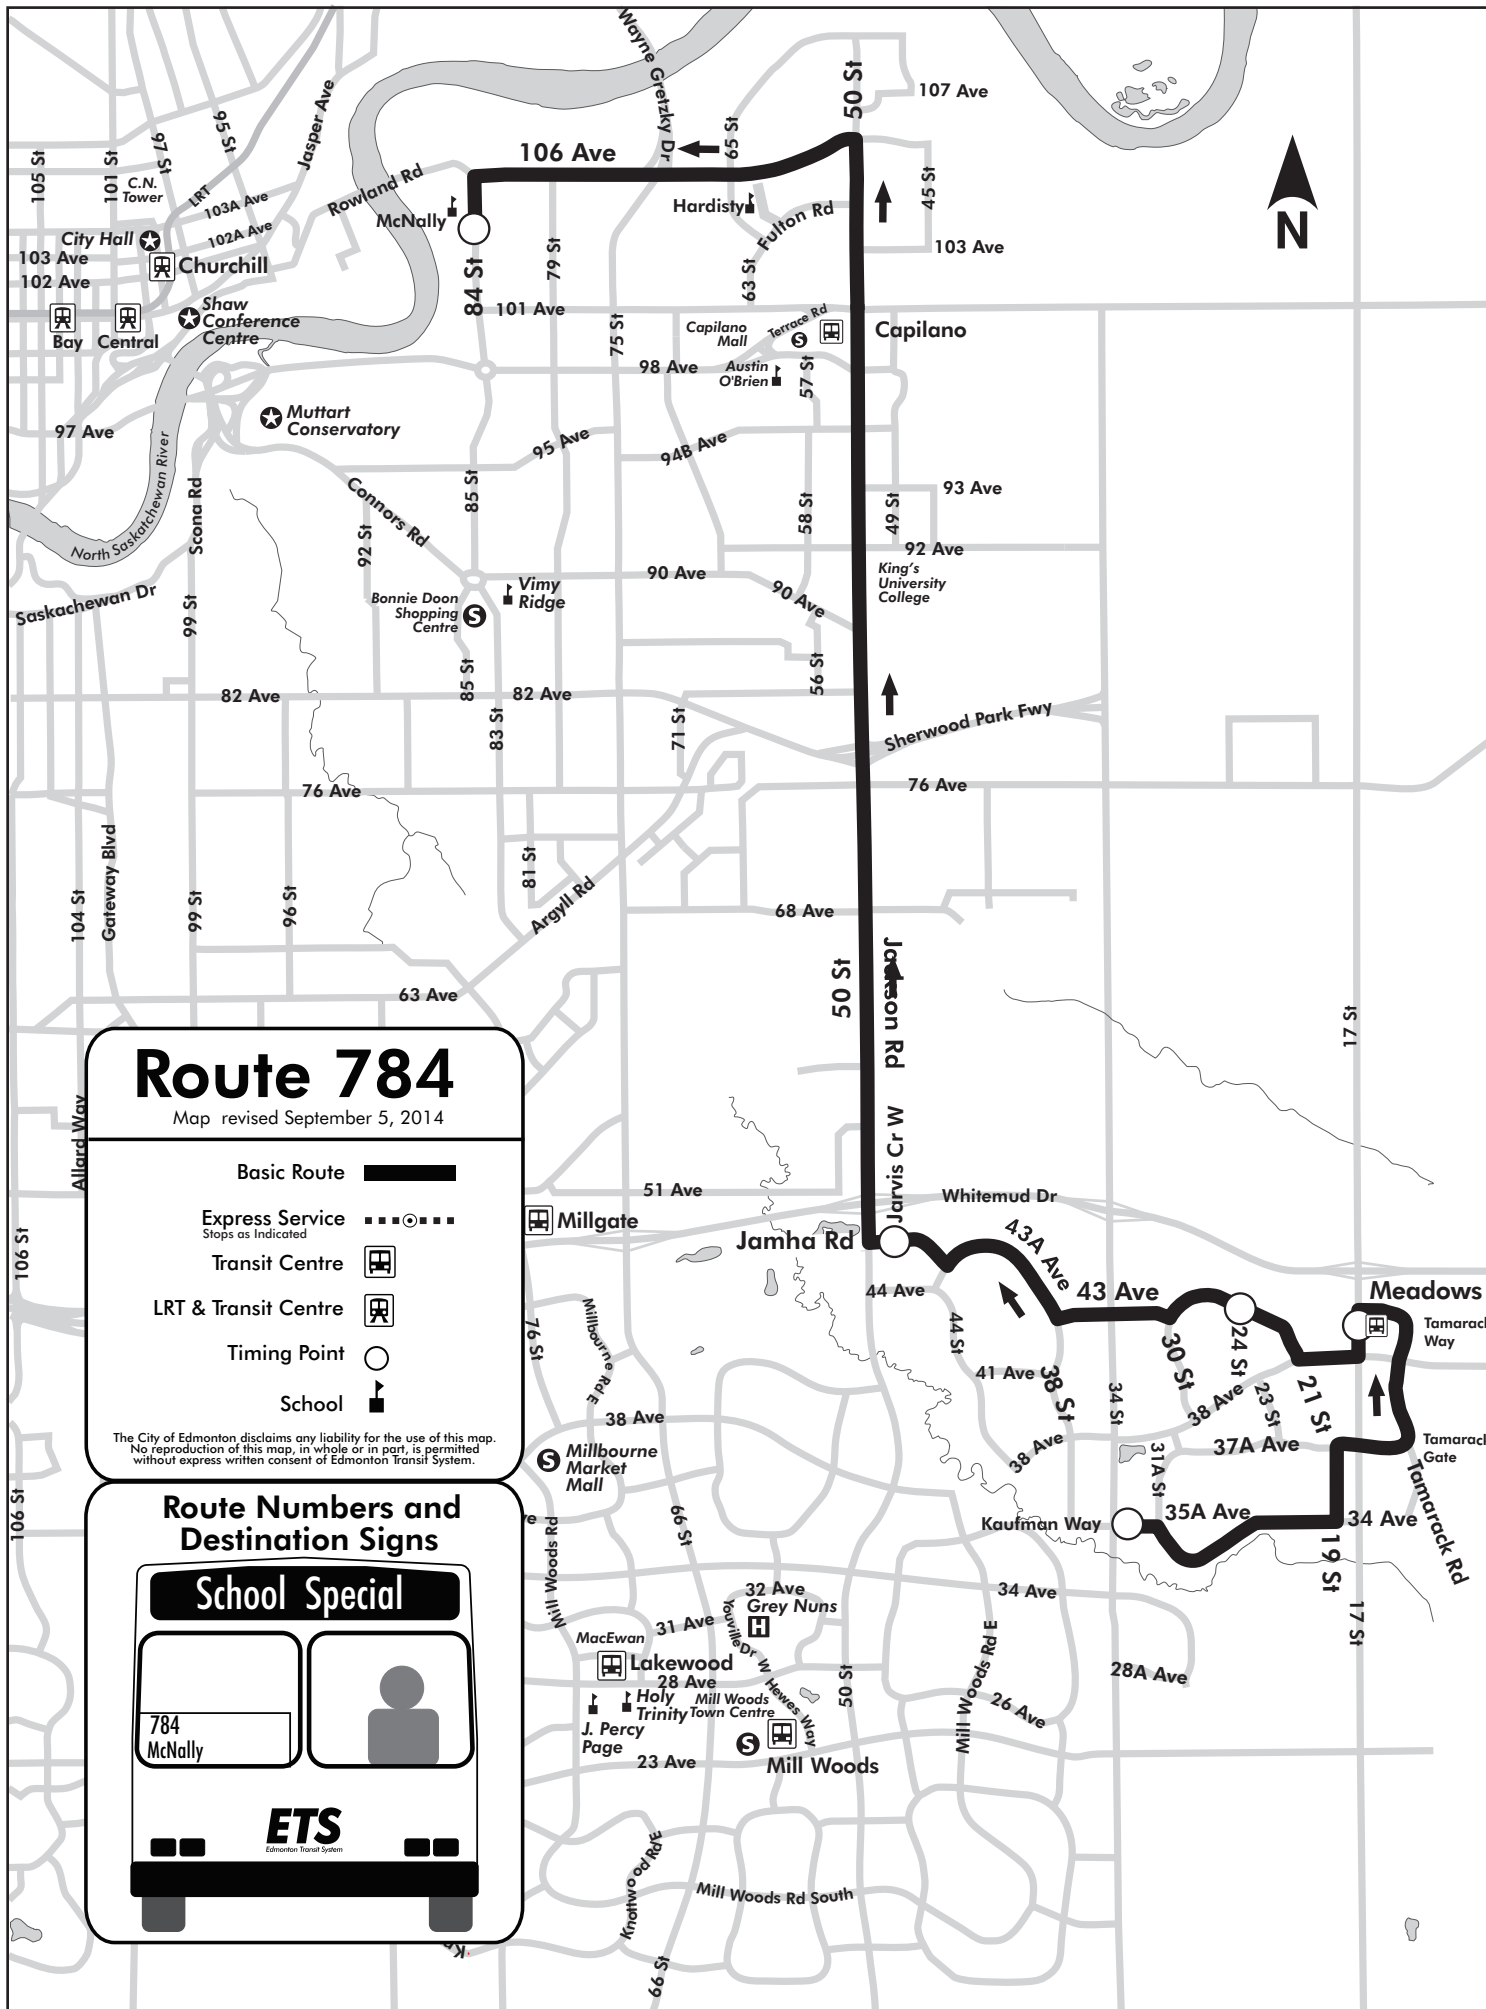 Wayne Gretzky Dr
50 St
107 Ave
95 St
97 St
Jasper Ave
65 St
106 Ave
105 St
101 St
C.N.
Tower
LRT
103A Ave
102A Ave
Rowland Rd
McNally
Hardisty
Fulton Rd
45 St
N
City Hall
103 Ave
102 Ave
Churchill
103 Ave
79 St
63 St
84 St
101 Ave
Shaw
Conference
Centre
Bay
Central
75 St
Capilano
Mall
Terrace Rd
S
Capilano
98 Ave
Austin
O'Brien
57 St
Muttart
Conservatory
97 Ave
95 Ave
94B Ave
North Saskatchewan River
Scona Rd
Connors Rd
85 St
58 St
49 St
93 Ave
92 St
92 Ave
King's
University
College
90 Ave
90 Ave
Saskachewan Dr
99 St
Bonnie Doon
Shopping
Centre
S
Vimy
Ridge
85 St
56 St
82 Ave
82 Ave
83 St
71 St
Sherwood Park Fwy
76 Ave
76 Ave
Gateway Blvd
81 St
Argyll Rd
104 St
99 St
96 St
68 Ave
50 St
Jackson Rd
63 Ave
17 St
Allard Way
Jarvis Cr W
51 Ave
Whitemud Dr
Millgate
Jamha Rd
43A Ave
106 St
44 Ave
43 Ave
Meadows
Tamarack
Way
76 St
Millbourne Rd E
44 St
30 St
24 St
41 Ave
38 St
34 St
38 Ave
23 St
21 St
38 Ave
38 Ave
37A Ave
31A St
Tamarack
Gate
Tamarack Rd
S
Millbourne
Market
Mall
106 St
ve
Mill Woods Rd
66 St
Kaufman Way
35A Ave
34 Ave
19 St
17 St
32 Ave
Grey Nuns
H
34 Ave
31 Ave
Youville Dr W
MacEwan
Lakewood
28 Ave
Hewes Way
50 St
Mill Woods Rd E
28A Ave
26 Ave
Holy
Trinity
Mill Woods
Town Centre
J. Percy
Page
S
23 Ave
Mill Woods
Knottwood Rd E
Mill Woods Rd South
66 St
Route 784
Map revised September 5, 2014
Basic Route
Express Service
Stops as Indicated
Transit Centre
LRT & Transit Centre
Timing Point
School
The City of Edmonton disclaims any liability for the use of this map.
No reproduction of this map, in whole or in part, is permitted
without express written consent of Edmonton Transit System.
Route Numbers and
Destination Signs
School Special
784
McNally
ETS
Edmonton Transit System